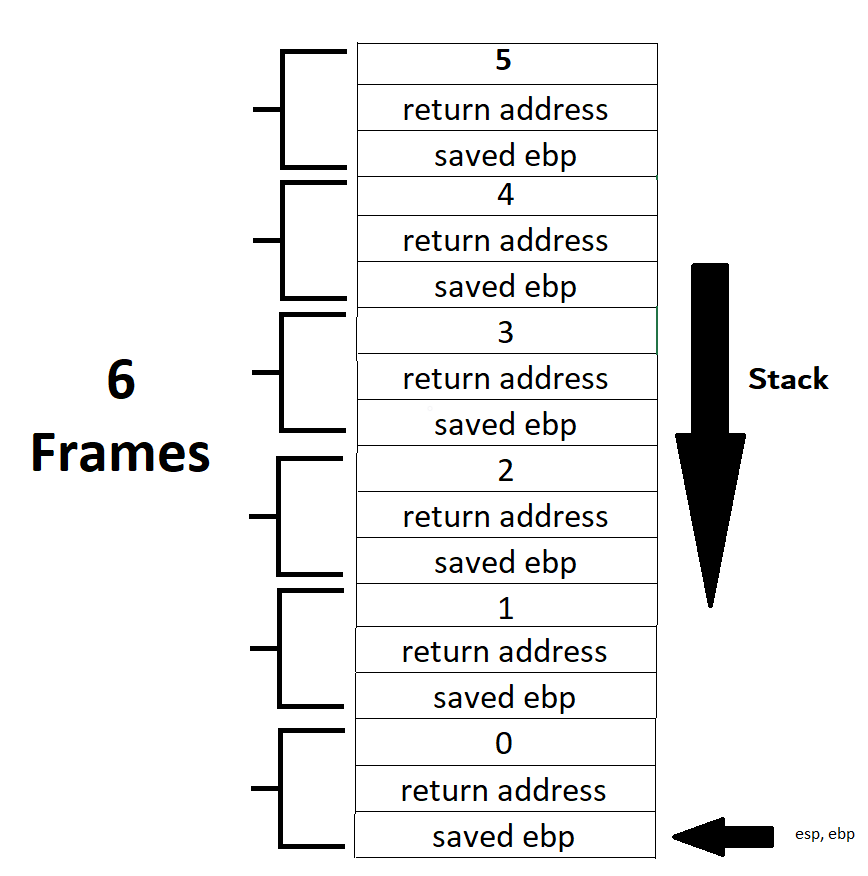 5
return address
saved ebp
4
return address
saved ebp
3
return address
saved ebp
2
return address
saved ebp
1
return address
saved ebp
0
return address
saved ebp
6
Frames
Stack
esp, ebp